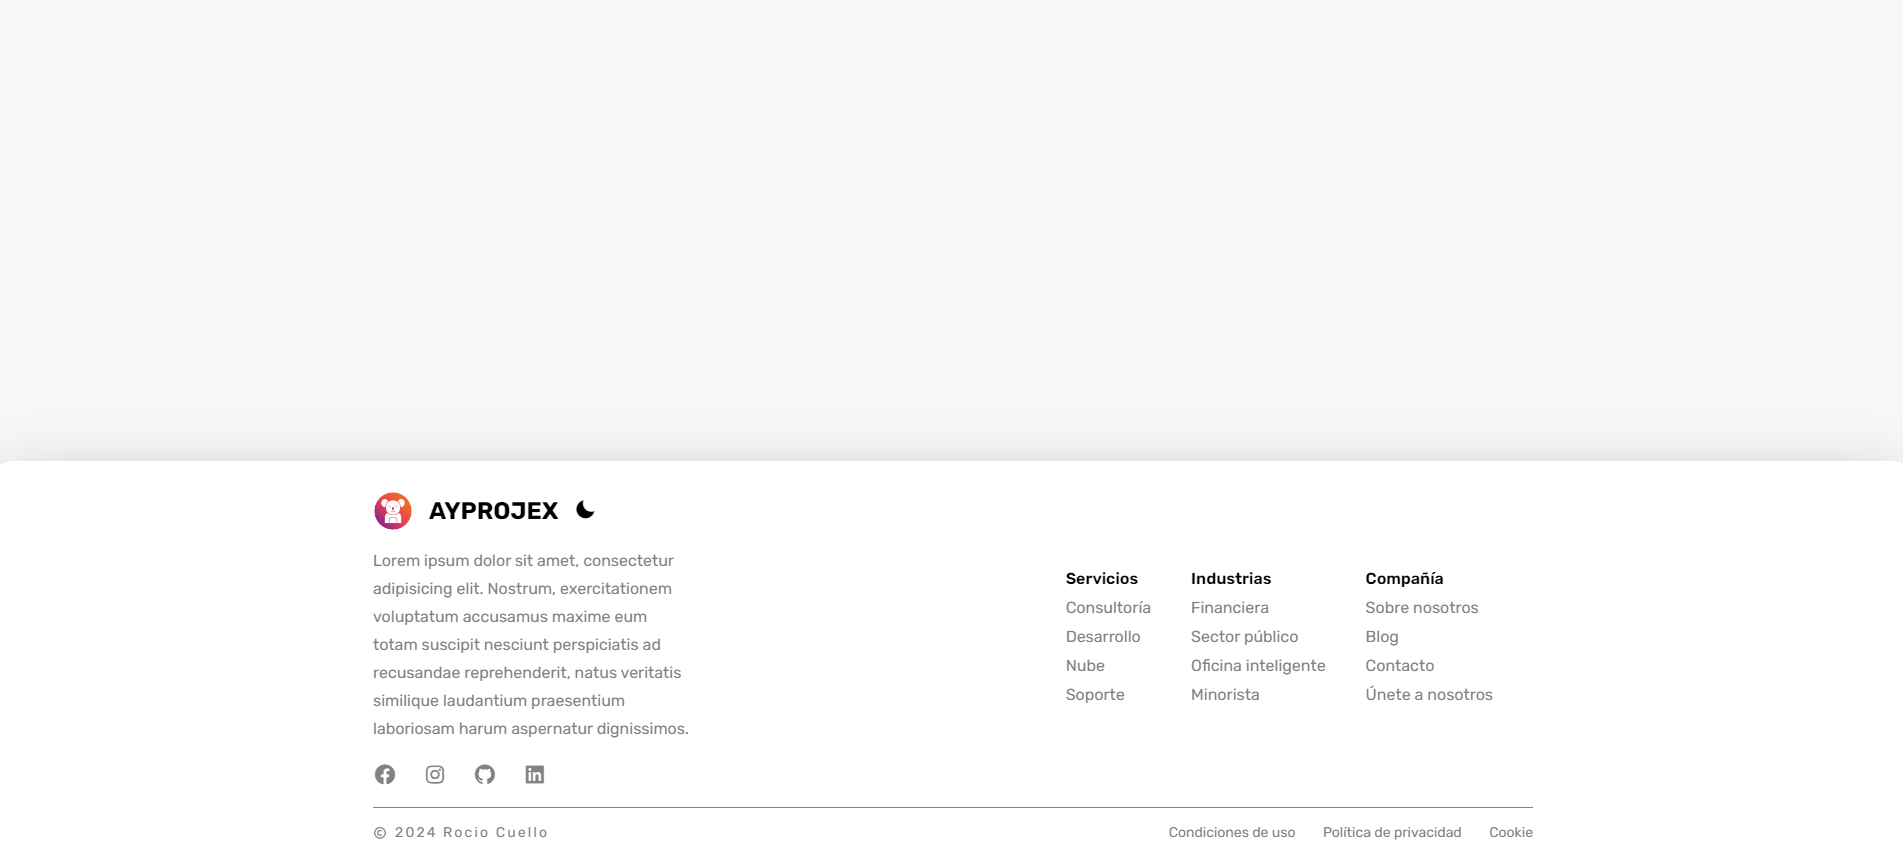 AYPROJEX
Lorem ipsum dolor sit amet, consectetur
adipisicing elit. Nostrum, exercitationem
voluptatum accusamus maxime eum
totam suscipit nesciunt perspiciatis ad
recusandae reprehenderit, natus veritatis
similique laudantium praesentium
laboriosam harum aspernatur dignissimos.
Servicios
Consultoría
Desarrollo
Nube
Soporte
Industrias
Financiera
Sector público
Oficina inteligente
Minorista
Compañía
Sobre nosotros
Blog
Contacto
Únete a nosotros
© 2024 Rocio Cuello
Condiciones de uso Política de privacidad Cookie